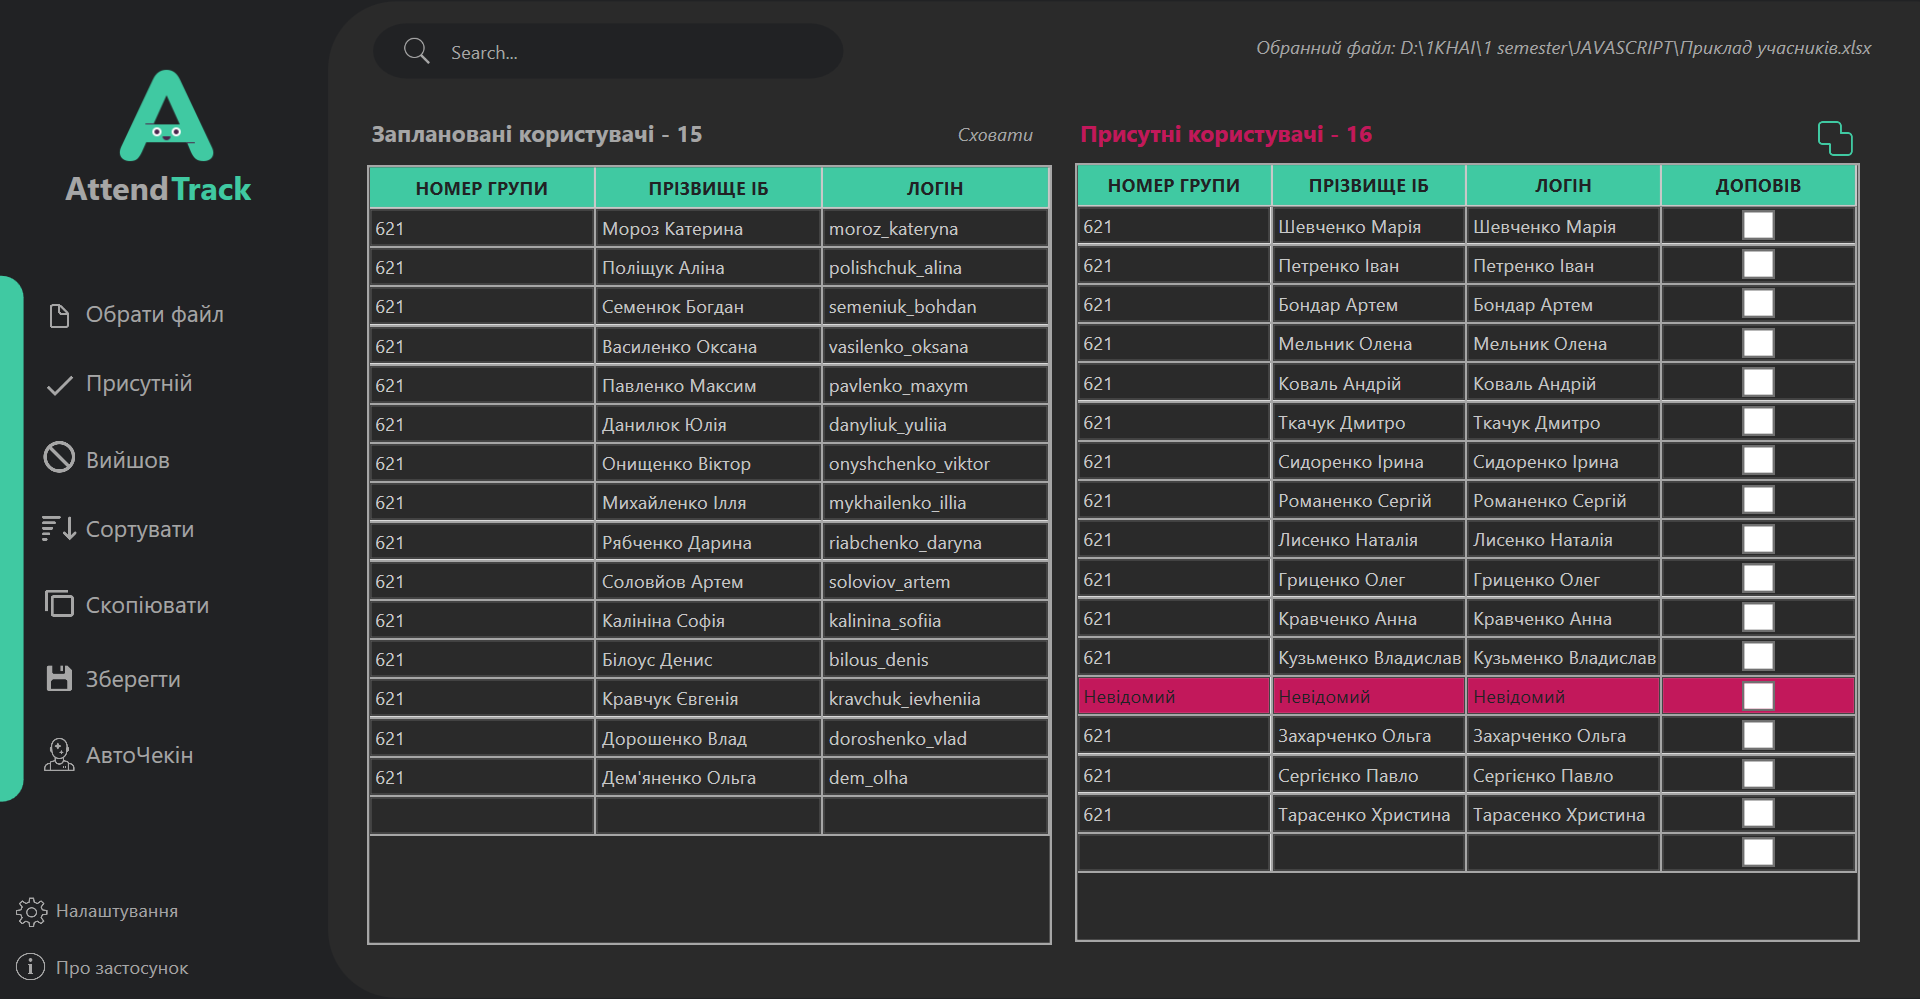 AttendTrack
Обрати файл
Присутній
Вийшов
Сортувати
Скопіювати
Зберегти
АвтоЧекін
Налаштування
Про застосунок
Search...
Обранний файл: D:\1KHAI\1 semester\JAVASCRIPT\Приклад учасників.xlsx
Заплановані користувачі - 15
Сховати
НОМЕР ГРУПИ ПРІЗВИЩЕ ІБ ЛОГІН
621 Мороз Катерина moroz_kateryna
621 Поліщук Аліна polishchuk_alina
621 Семенюк Богдан semeniuk_bohdan
621 Василенко Оксана vasilenko_oksana
621 Павленко Максим pavlenko_maxym
621 Данилюк Юлія danyliuk_yuliia
621 Онищенко Віктор onyshchenko_viktor
621 Михайленко Ілля mykhailenko_illia
621 Рябченко Дарина riabchenko_daryna
621 Соловйов Артем soloviov_artem
621 Калініна Софія kalinina_sofiia
621 Білоус Денис bilous_denis
621 Кравчук Євгенія kravchuk_ievheniia
621 Дорошенко Влад doroshenko_vlad
621 Дем'яненко Ольга dem_olha
Присутні користувачі - 16
НОМЕР ГРУПИ ПРІЗВИЩЕ ІБ ЛОГІН ДОПОВІВ
621 Шевченко Марія Шевченко Марія
621 Петренко Іван Петренко Іван
621 Бондар Артем Бондар Артем
621 Мельник Олена Мельник Олена
621 Коваль Андрій Коваль Андрій
621 Ткачук Дмитро Ткачук Дмитро
621 Сидоренко Ірина Сидоренко Ірина
621 Романенко Сергій Романенко Сергій
621 Лисенко Наталія Лисенко Наталія
621 Гриценко Олег Гриценко Олег
621 Кравченко Анна Кравченко Анна
621 Кузьменко Владислав Кузьменко Владислав
Невідомий Невідомий Невідомий
621 Захарченко Ольга Захарченко Ольга
621 Сергієнко Павло Сергієнко Павло
621 Тарасенко Христина Тарасенко Христина